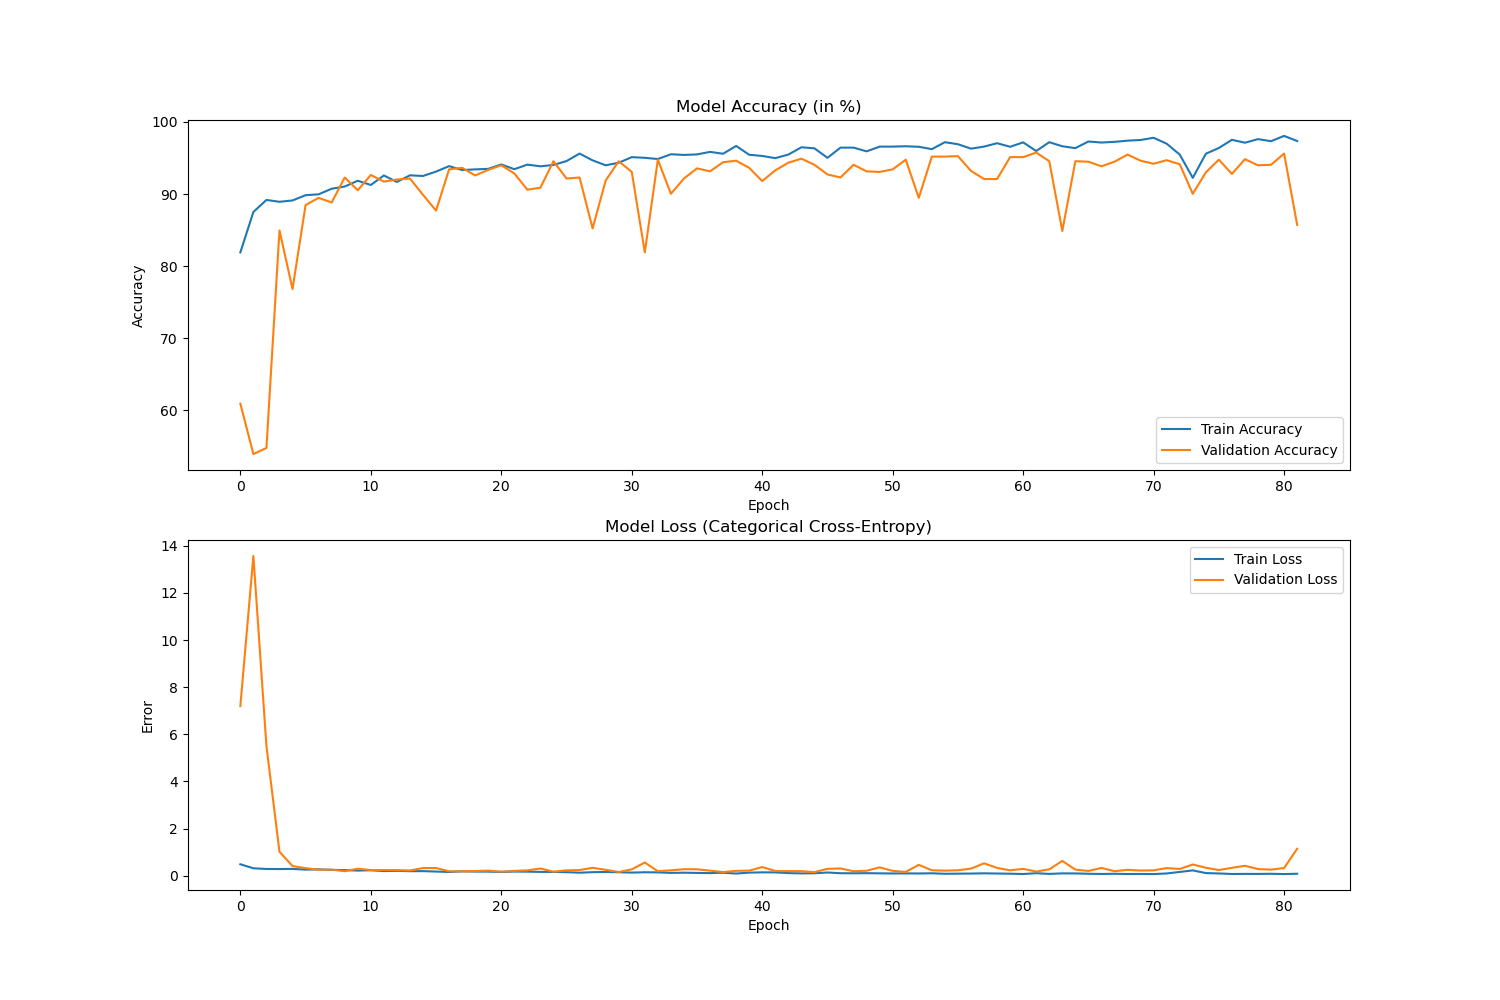 Model Accuracy (in %)
100
90
80
70
60
Accuracy
Train Accuracy
Validation Accuracy
0 10 20 30 40 50 60 70 80
Epoch
Model Loss (Categorical Cross-Entropy)
14
12
10
8
6
4
2
0
Error
Train Loss
Validation Loss
0 10 20 30 40 50 60 70 80
Epoch